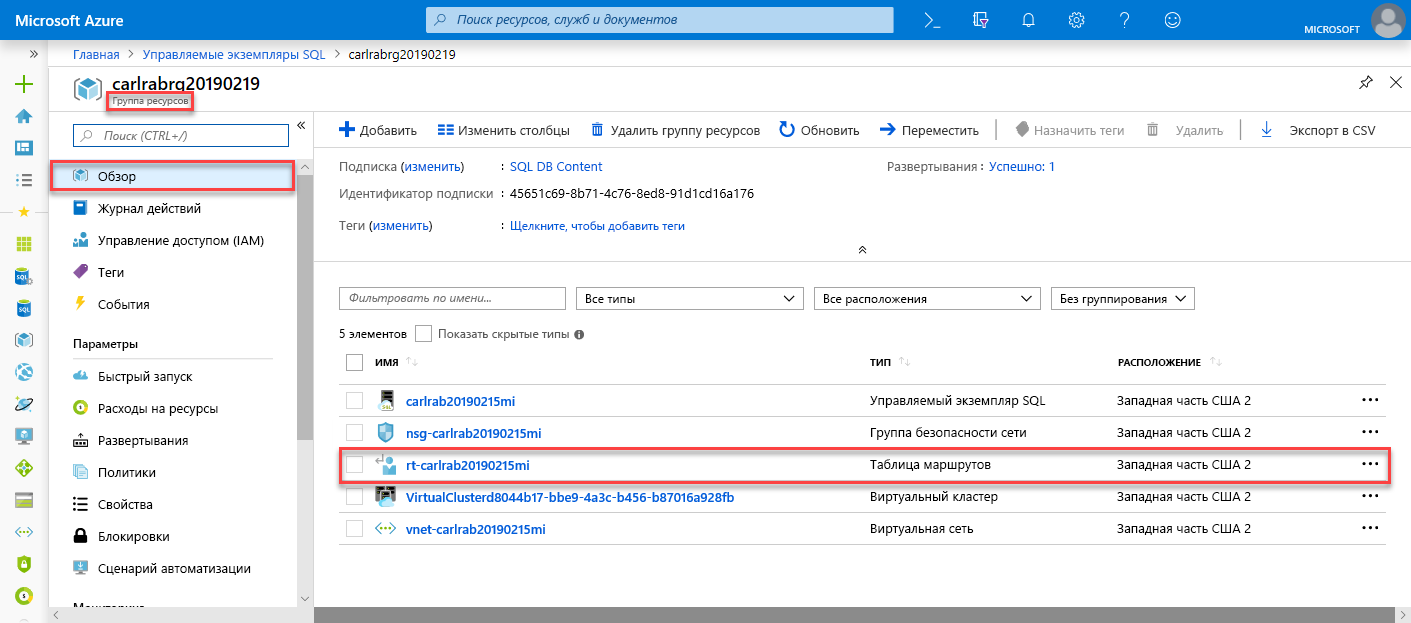 Microsoft Azure
Поиск ресурсов, служб и документов
MICROSOFT
Главная > Управляемые экземпляры SQL > carlrabrg20190219
carlrabrg20190219
Группа ресурсов
Поиск (CTRL+/)
Обзор
Журнал действий
Управление доступом (IAM)
Теги
События
Параметры
Быстрый запуск
Расходы на ресурсы
Развертывания
Политики
Свойства
Блокировки
Сценарий автоматизации
Мониторинг
Добавить Изменить столбцы Удалить группу ресурсов Обновить Переместить Назначить теги Удалить Экспорт в CSV
Подписка (изменить) : SQL DB Content Развертывания : Успешно: 1
Идентификатор подписки : 45651c69-8b71-4c76-8ed8-91d1cd16a176
Теги (изменить) : Щелкните, чтобы добавить теги
Фильтровать по имени... Все типы Все расположения Без группирования
5 элементов Показать скрытые типы
ИМЯ ТИП РАСПОЛОЖЕНИЕ
carlrab20190215mi Управляемый экземпляр SQL Западная часть США 2
nsg-carlrab20190215mi Группа безопасности сети Западная часть США 2
rt-carlrab20190215mi Таблица маршрутов Западная часть США 2
VirtualClusterd8044b17-bbe9-4a3c-b456-b87016a928fb Виртуальный кластер Западная часть США 2
vnet-carlrab20190215mi Виртуальная сеть Западная часть США 2